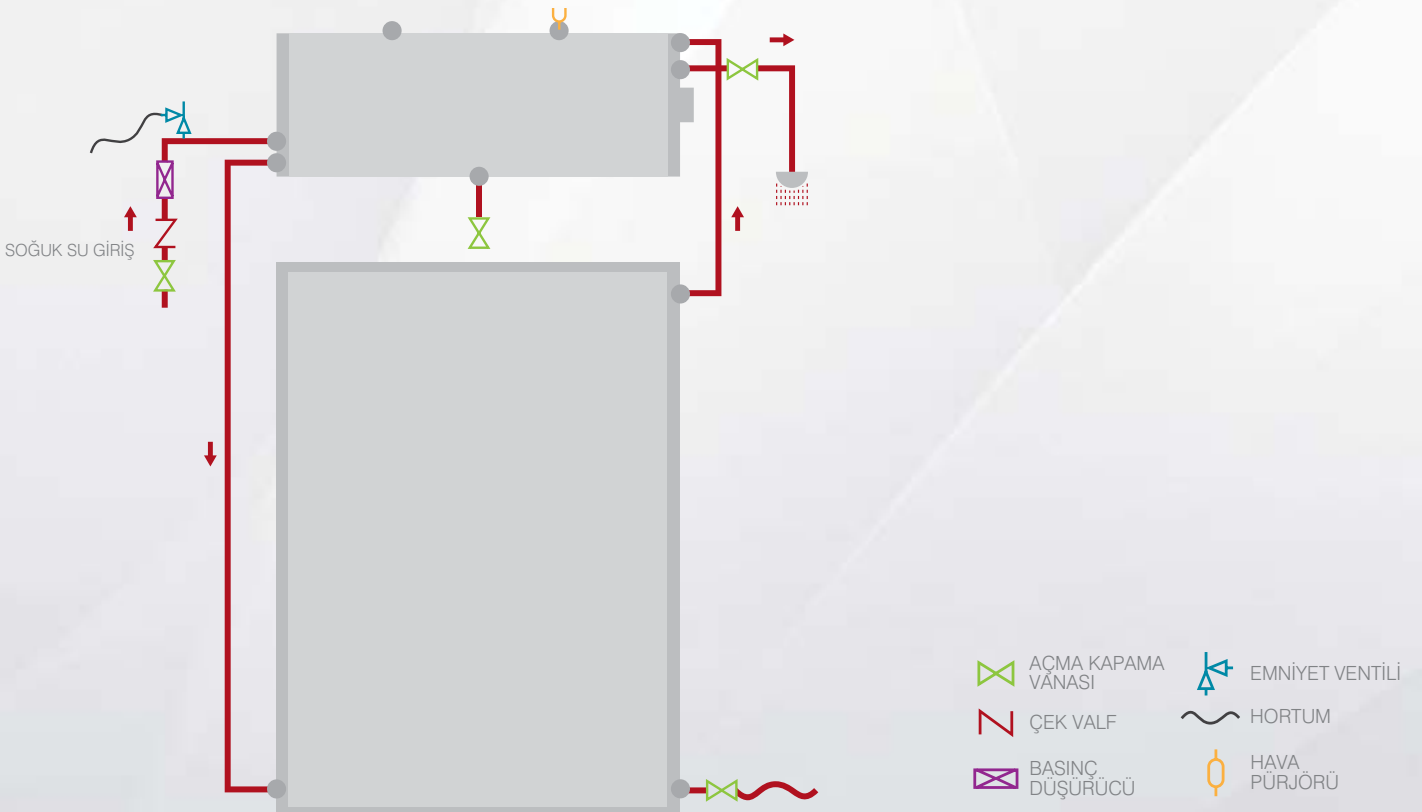 SOĞUK SU GİRİŞ
AÇMA KAPAMA
VANASI
ÇEK VALF
BASINÇ
DÜŞÜRÜCÜ
EMNİYET VENTİLİ
HORTUM
HAVA
PÜRJÖRÜ